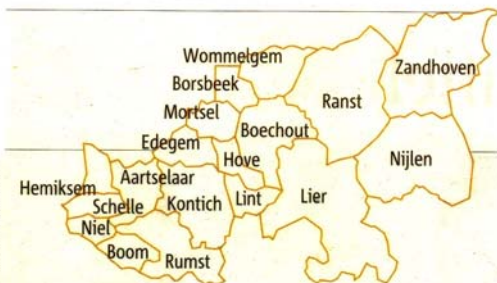 Wommelgem
Zandhoven
Borsbeek
Ranst
Mortsel
Boechout
Edegem
Hove
Nijlen
Aartselaar
Hemiksem
Schelle
Kontich
Lint
Lier
Niel
Boom
Rumst